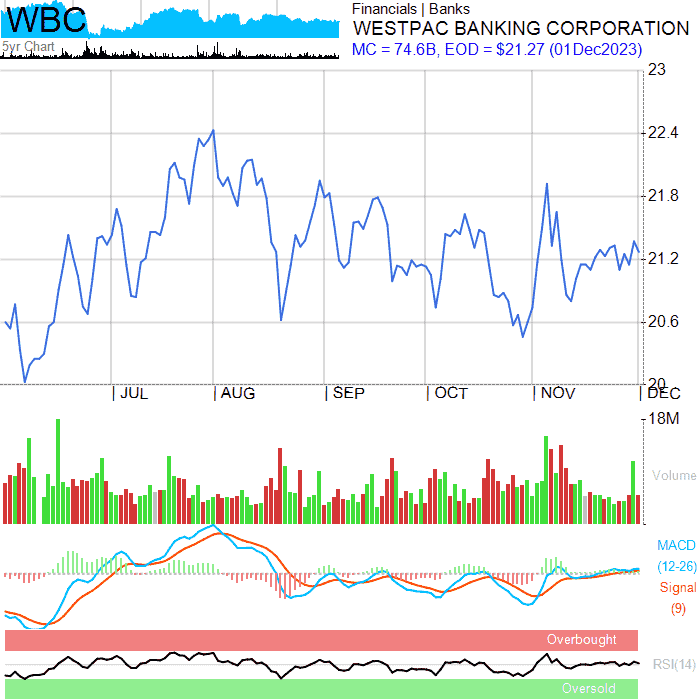 WBC
5yr Chart
Financials | Banks
WESTPAC BANKING CORPORATION
MC = 74.6B, EOD = $21.27 (01Dec2023)
23
22.4
21.8
21.2
20.6
20
JUL AUG SEP OCT NOV DEC
18M
Volume
MACD
(12-26)
Signal
(9)
Overbought
RSI(14)
Oversold